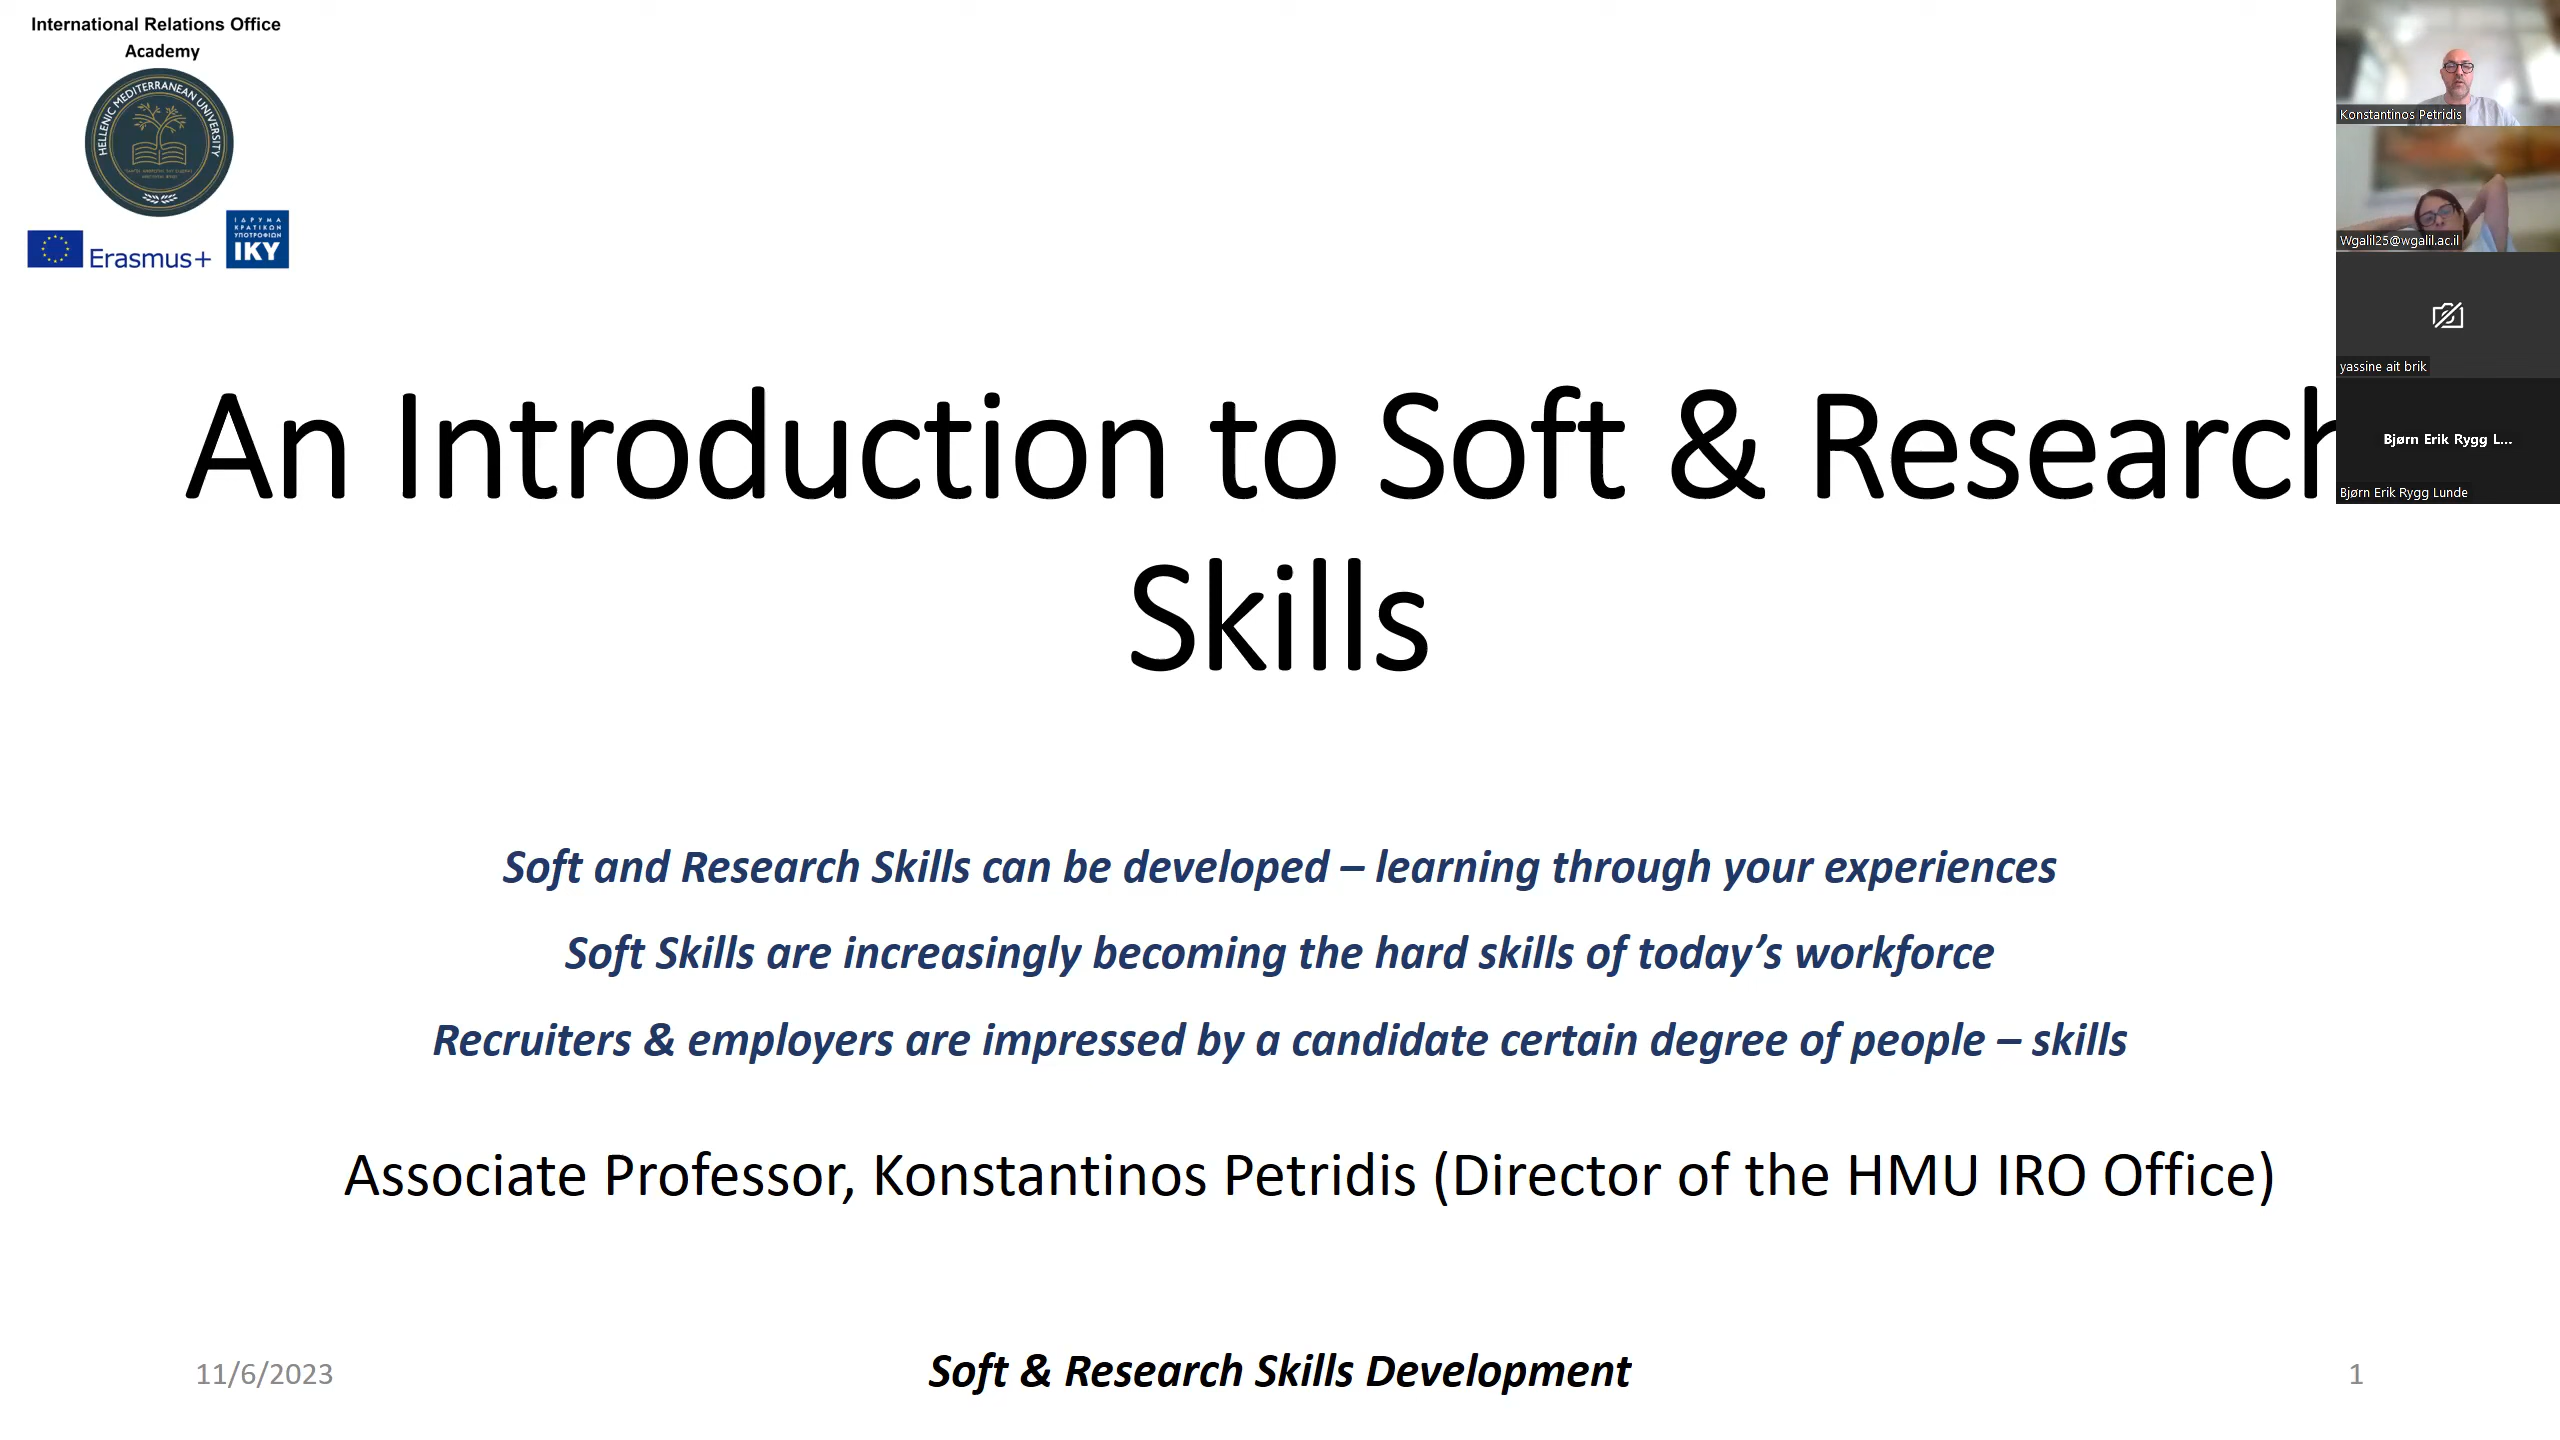 International Relations Office
Academy
HELLENIC MEDITERRANEAN UNIVERSITY
Erasmus+
ΙΔΡΥΜΑ
ΚΡΑΤΙΚΩΝ
ΥΠΟΤΡΟΦΙΩΝ
IKY
Konstantinos Petridis
Wgalil25@wgalil.ac.il
yassine ait brik
Bjørn Erik Rygg L...
Bjørn Erik Rygg Lunde
An Introduction to Soft & Research
Skills
Soft and Research Skills can be developed – learning through your experiences
Soft Skills are increasingly becoming the hard skills of today’s workforce
Recruiters & employers are impressed by a candidate certain degree of people – skills
Associate Professor, Konstantinos Petridis (Director of the HMU IRO Office)
11/6/2023
Soft & Research Skills Development
1